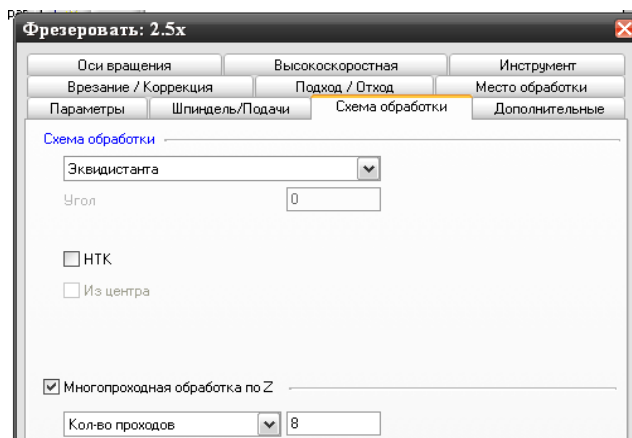 Фрезеровать: 2.5x
Оси вращения Высокоскоростная Инструмент
Врезание / Коррекция Подход / Отход Место обработки
Параметры Шпиндель/Подачи Схема обработки Дополнительные
Схема обработки
Эквидистанта
Угол 0
НТК
Из центра
Многопроходная обработка по Z
Кол-во проходов 8